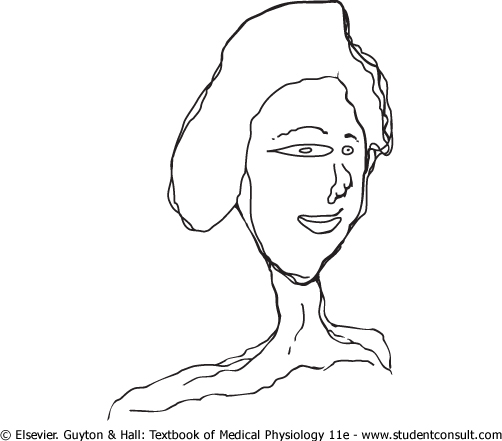 © Elsevier. Guyton & Hall: Textbook of Medical Physiology 11e - www.studentconsult.com